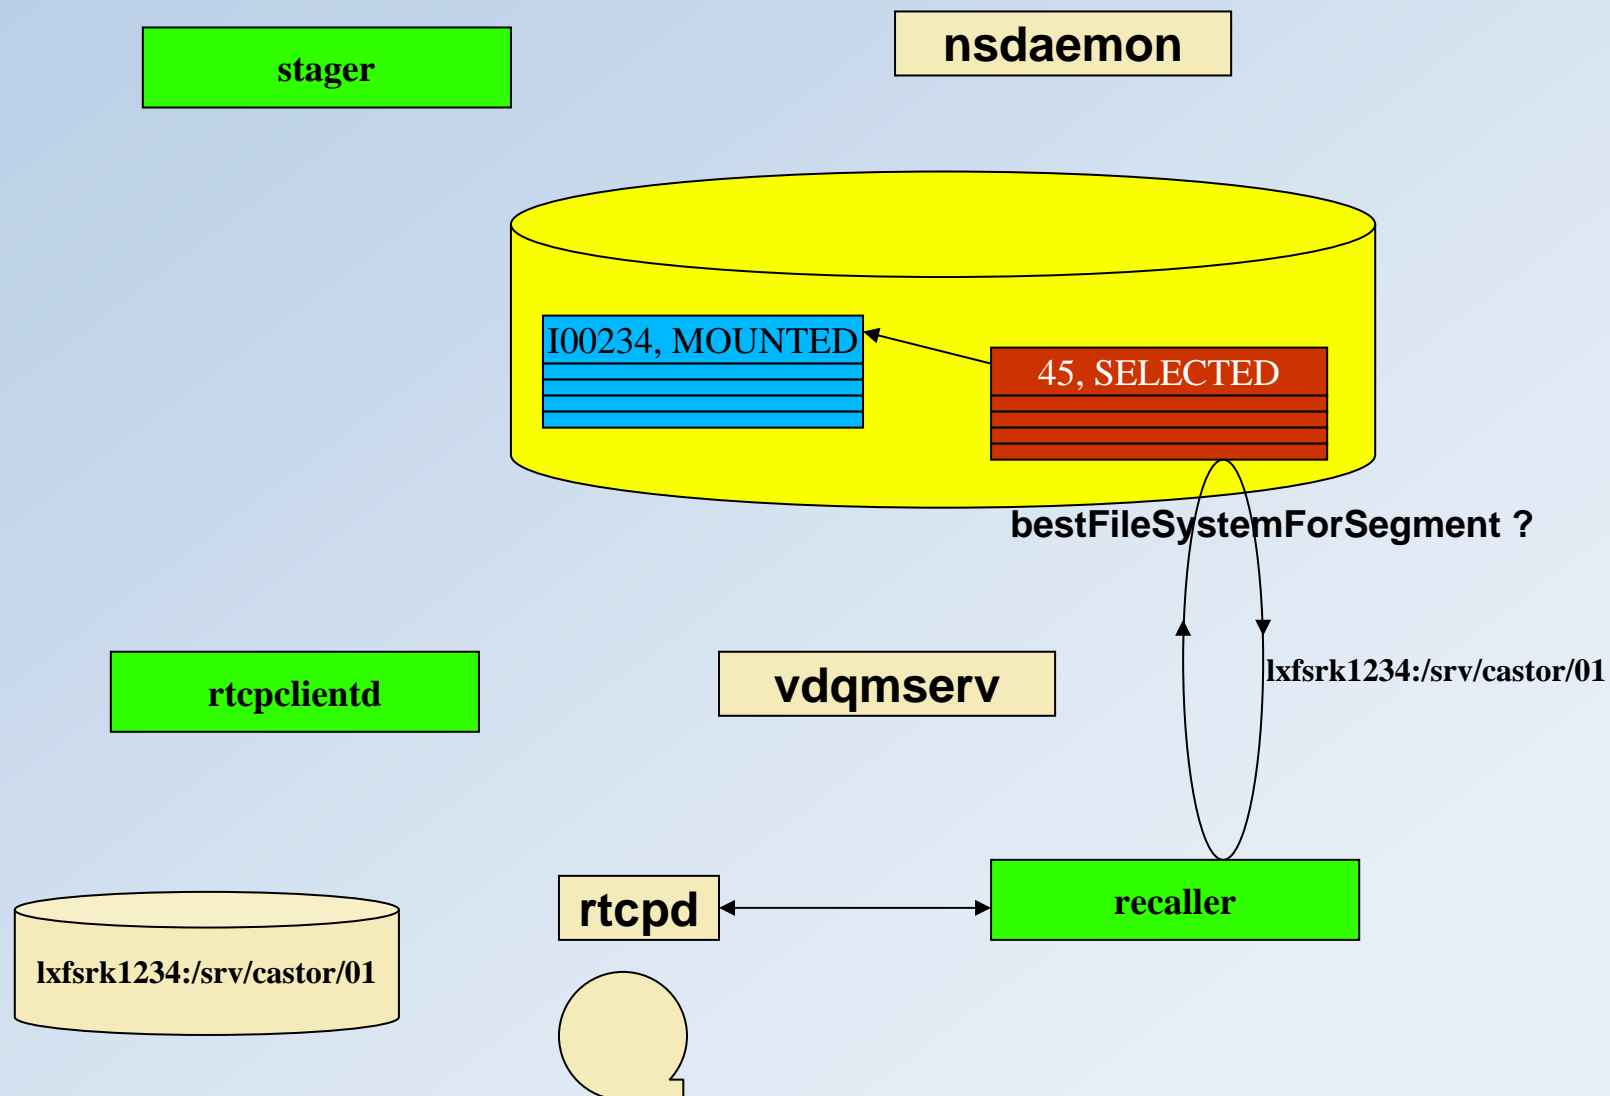 nsdaemon
stager
I00234, MOUNTED
45, SELECTED
bestFileSystemForSegment ?
lxfsrk1234:/srv/castor/01
rtcpclientd
vdqmserv
rtcpd
recaller
lxfsrk1234:/srv/castor/01